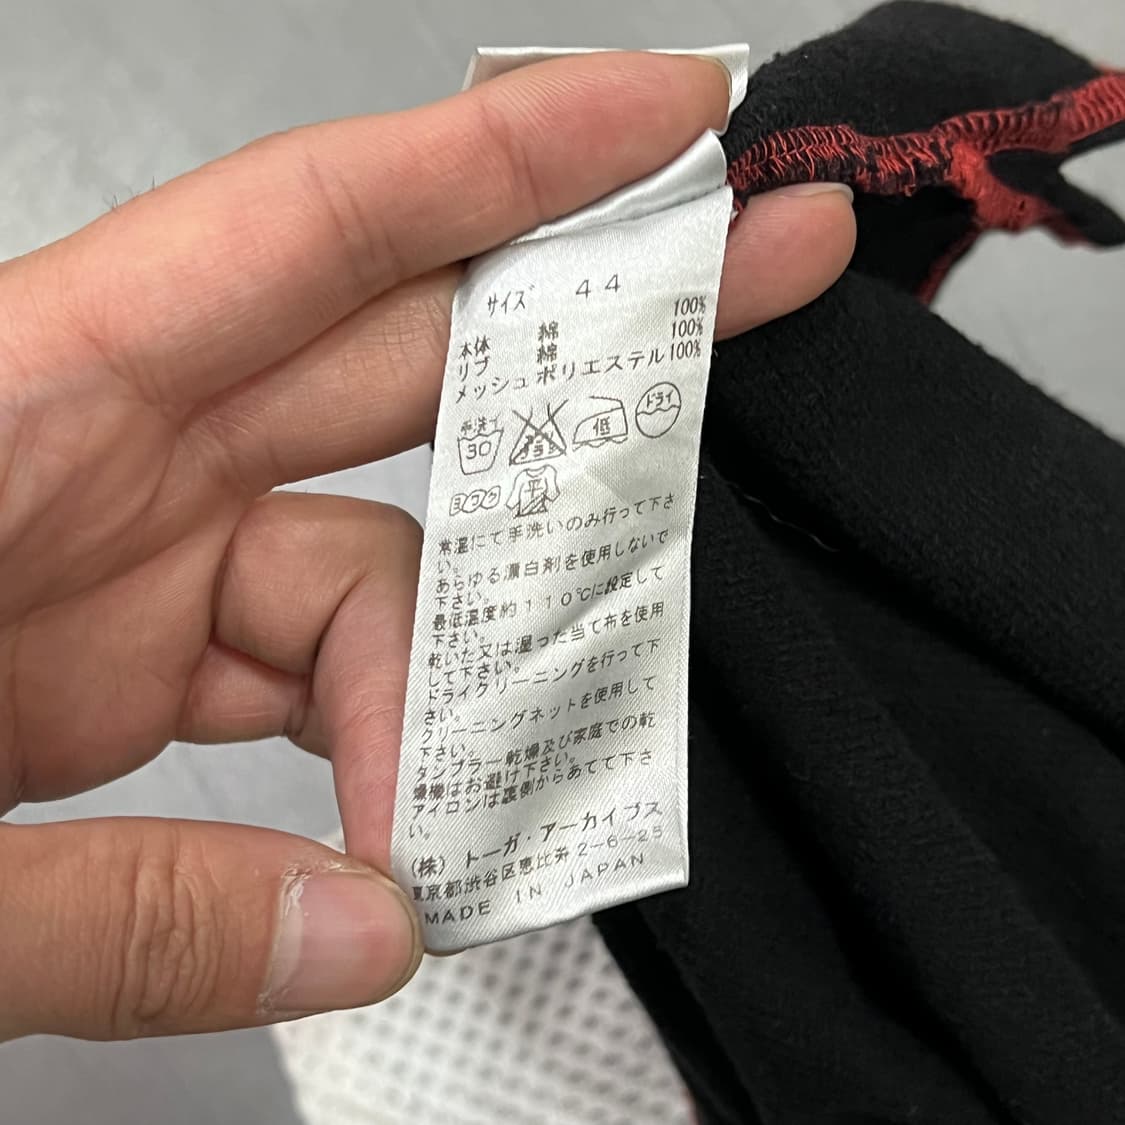 サイズ 44
本体 綿 100%
リブ 綿 100%
メッシュポリエステル100%
手洗イ 30 エンソサラシ 低 ドライ
ヨワク 平
常温にて手洗いのみ行って下さ
い。
あらゆる漂白剤を使用しないで
下さい。
最低温度約110℃に設定して
下さい。
乾いた又は湿った当て布を使用
して下さい。
ドライクリーニングを行って下
さい。
クリーニングネットを使用して
下さい。
タンブラー乾燥及び家庭での乾
燥機はお避け下さい。
アイロンは裏側からあてて下さ
い。
(株) トーガ・アーカイブス
東京都渋谷区恵比寿2-6-25
MADE IN JAPAN